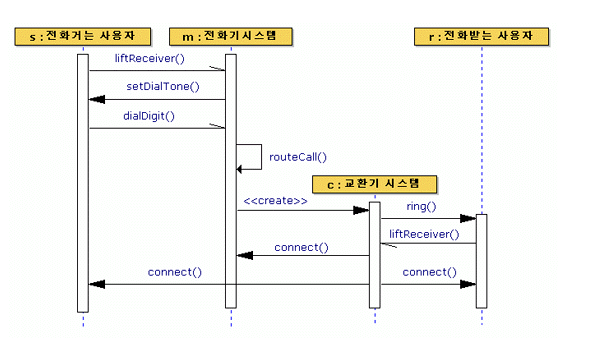 s : 전화거는 사용자
m : 전화기시스템
r : 전화받는 사용자
liftReceiver()
setDialTone()
dialDigit()
routeCall()
c : 교환기 시스템
<<create>>
ring()
liftReceiver()
connect()
connect()
connect()